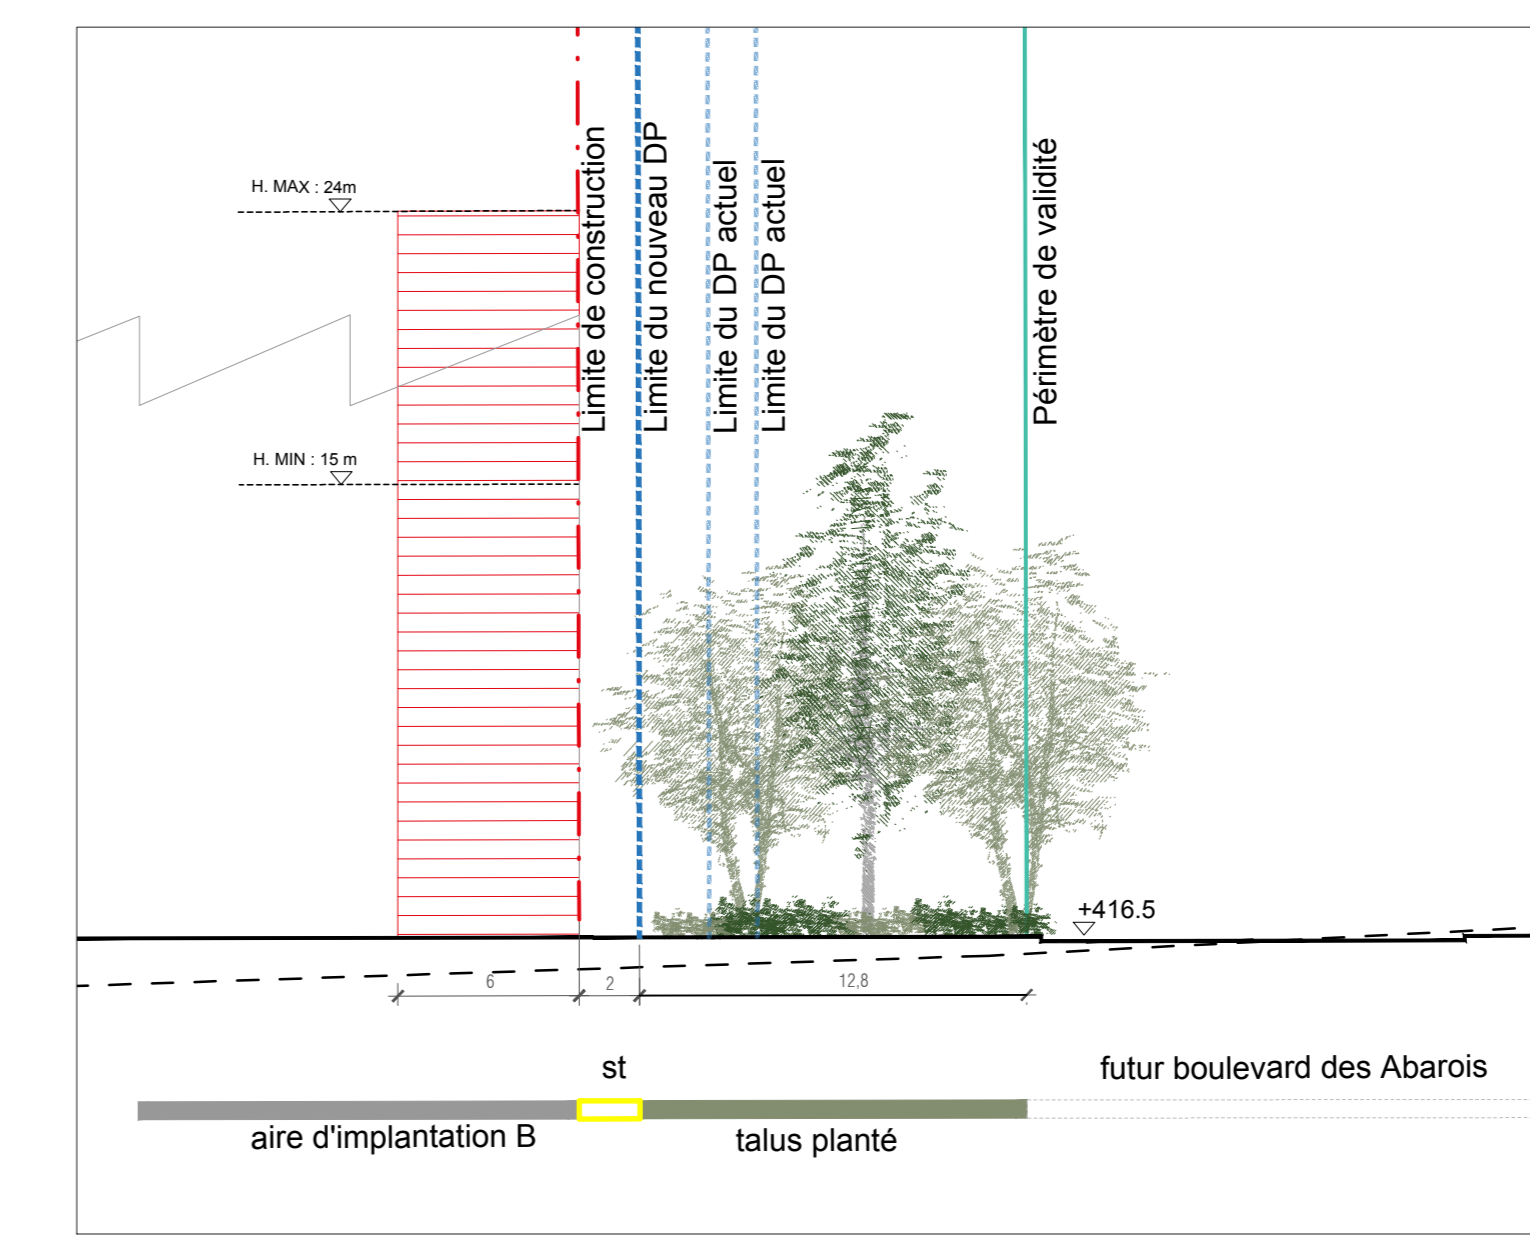 H. MAX : 24m
Limite de construction
Limite du nouveau DP
Limite du DP actuel
Limite du DP actuel
Périmètre de validité
H. MIN : 15 m
+416.5
6
2
12,8
st
futur boulevard des Abarois
aire d'implantation B
talus planté